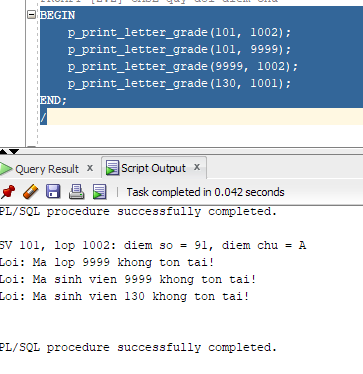 BEGIN
p_print_letter_grade(101, 1002);
p_print_letter_grade(101, 9999);
p_print_letter_grade(9999, 1002);
p_print_letter_grade(130, 1001);
END;
/
Query Result x Script Output x
Task completed in 0.042 seconds
PL/SQL procedure successfully completed.
SV 101, lop 1002: diem so = 91, diem chu = A
Loi: Ma lop 9999 khong ton tai!
Loi: Ma sinh vien 9999 khong ton tai!
Loi: Ma sinh vien 130 khong ton tai!
PL/SQL procedure successfully completed.